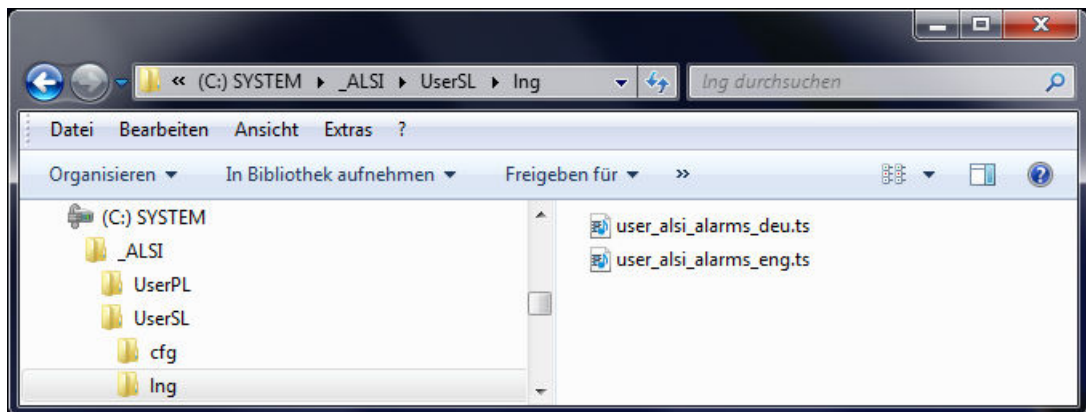 « (C:) SYSTEM ▸ _ALSI ▸ UserSL ▸ lng
lng durchsuchen
Datei Bearbeiten Ansicht Extras ?
Organisieren In Bibliothek aufnehmen Freigeben für »
(C:) SYSTEM
_ALSI
UserPL
UserSL
cfg
lng
user_alsi_alarms_deu.ts
user_alsi_alarms_eng.ts